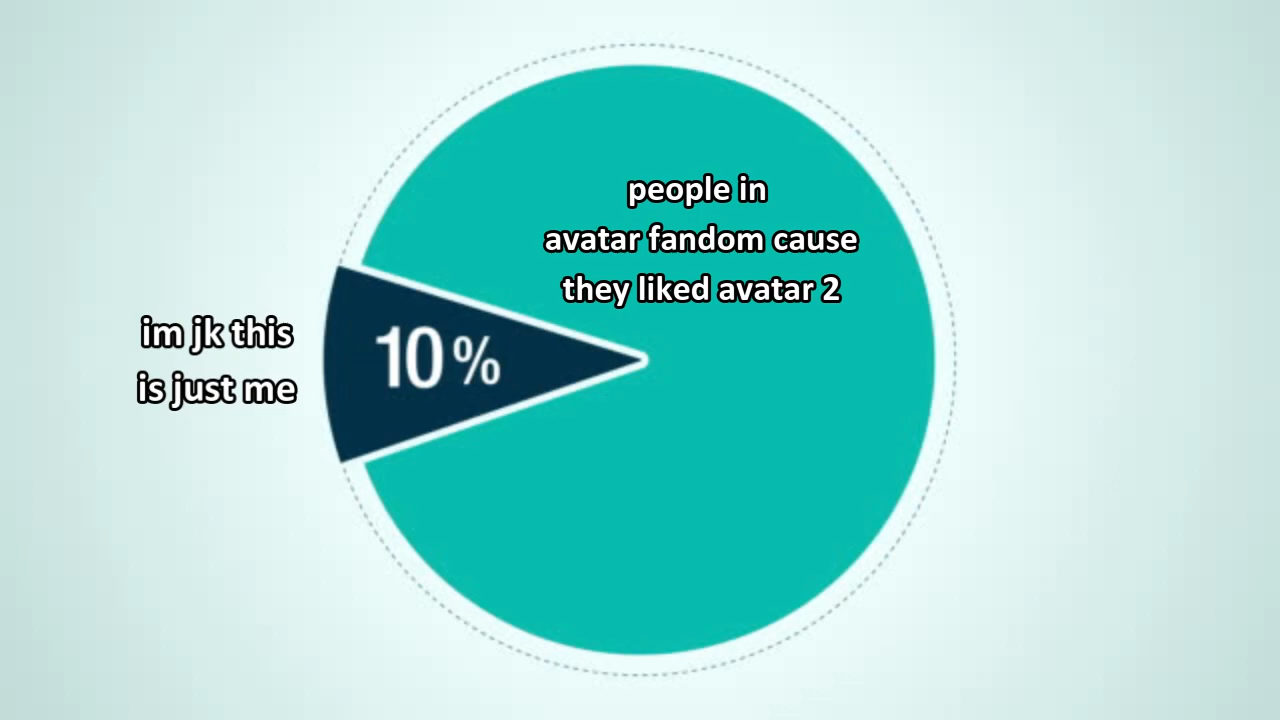 people in
avatar fandom cause
they liked avatar 2
im jk this
is just me
10%